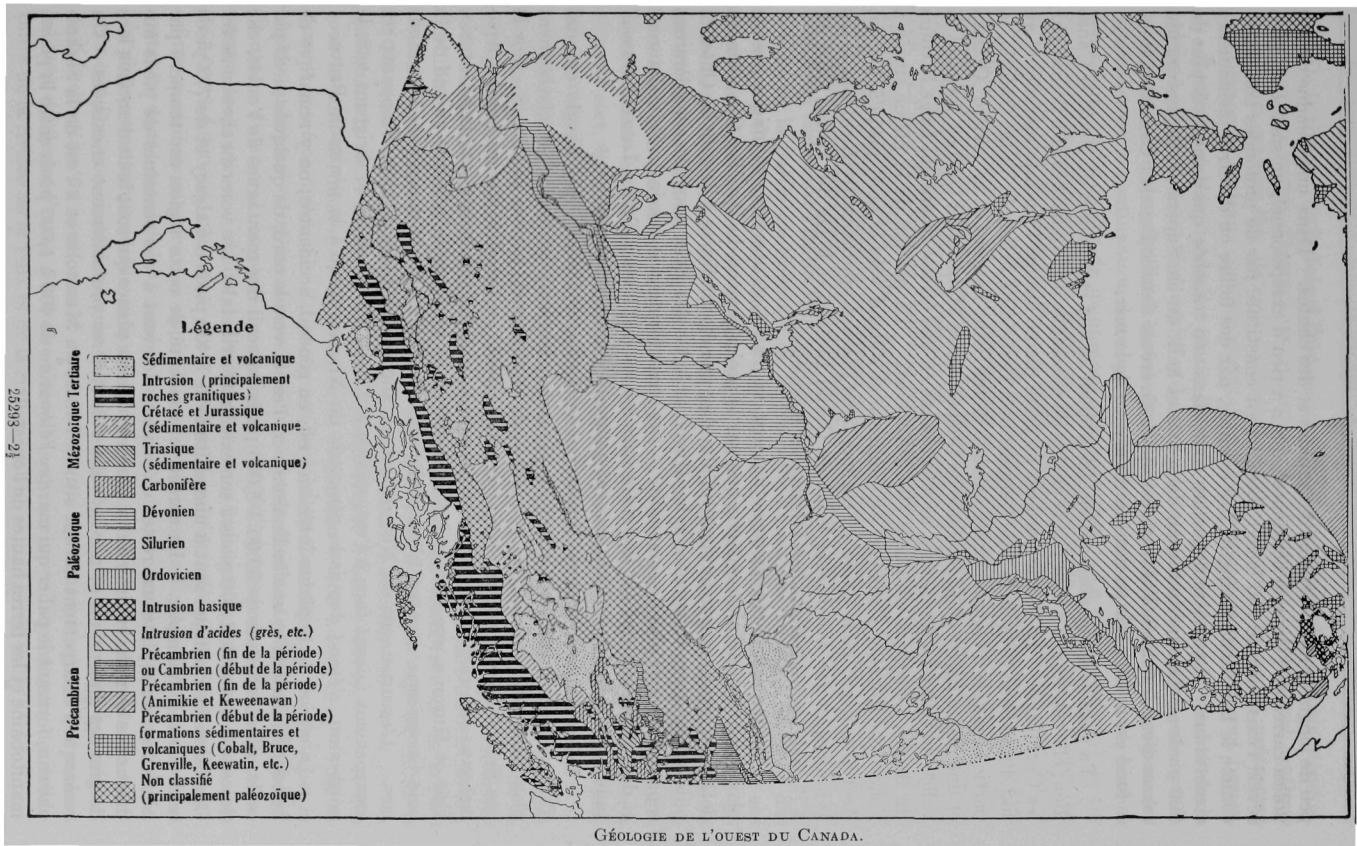 Légende
Tertiaire
Sédimentaire et volcanique
Mézozoïque
Intrusion (principalement
roches granitiques)
Crétacé et Jurassique
(sédimentaire et volcanique
Triasique
(sédimentaire et volcanique)
Paléozoïque
Carbonifère
Dévonien
Silurien
Ordovicien
Précambrien
Intrusion basique
Intrusion d'acides (grès, etc.)
Précambrien (fin de la période)
ou Cambrien (début de la période)
Précambrien (fin de la période)
(Animikie et Keweenawan)
Précambrien (début de la période)
formations sédimentaires et
volcaniques (Cobalt, Bruce,
Grenville, Keewatin, etc.)
Non classifié
(principalement paléozoïque)
25293—2½
GÉOLOGIE DE L'OUEST DU CANADA.